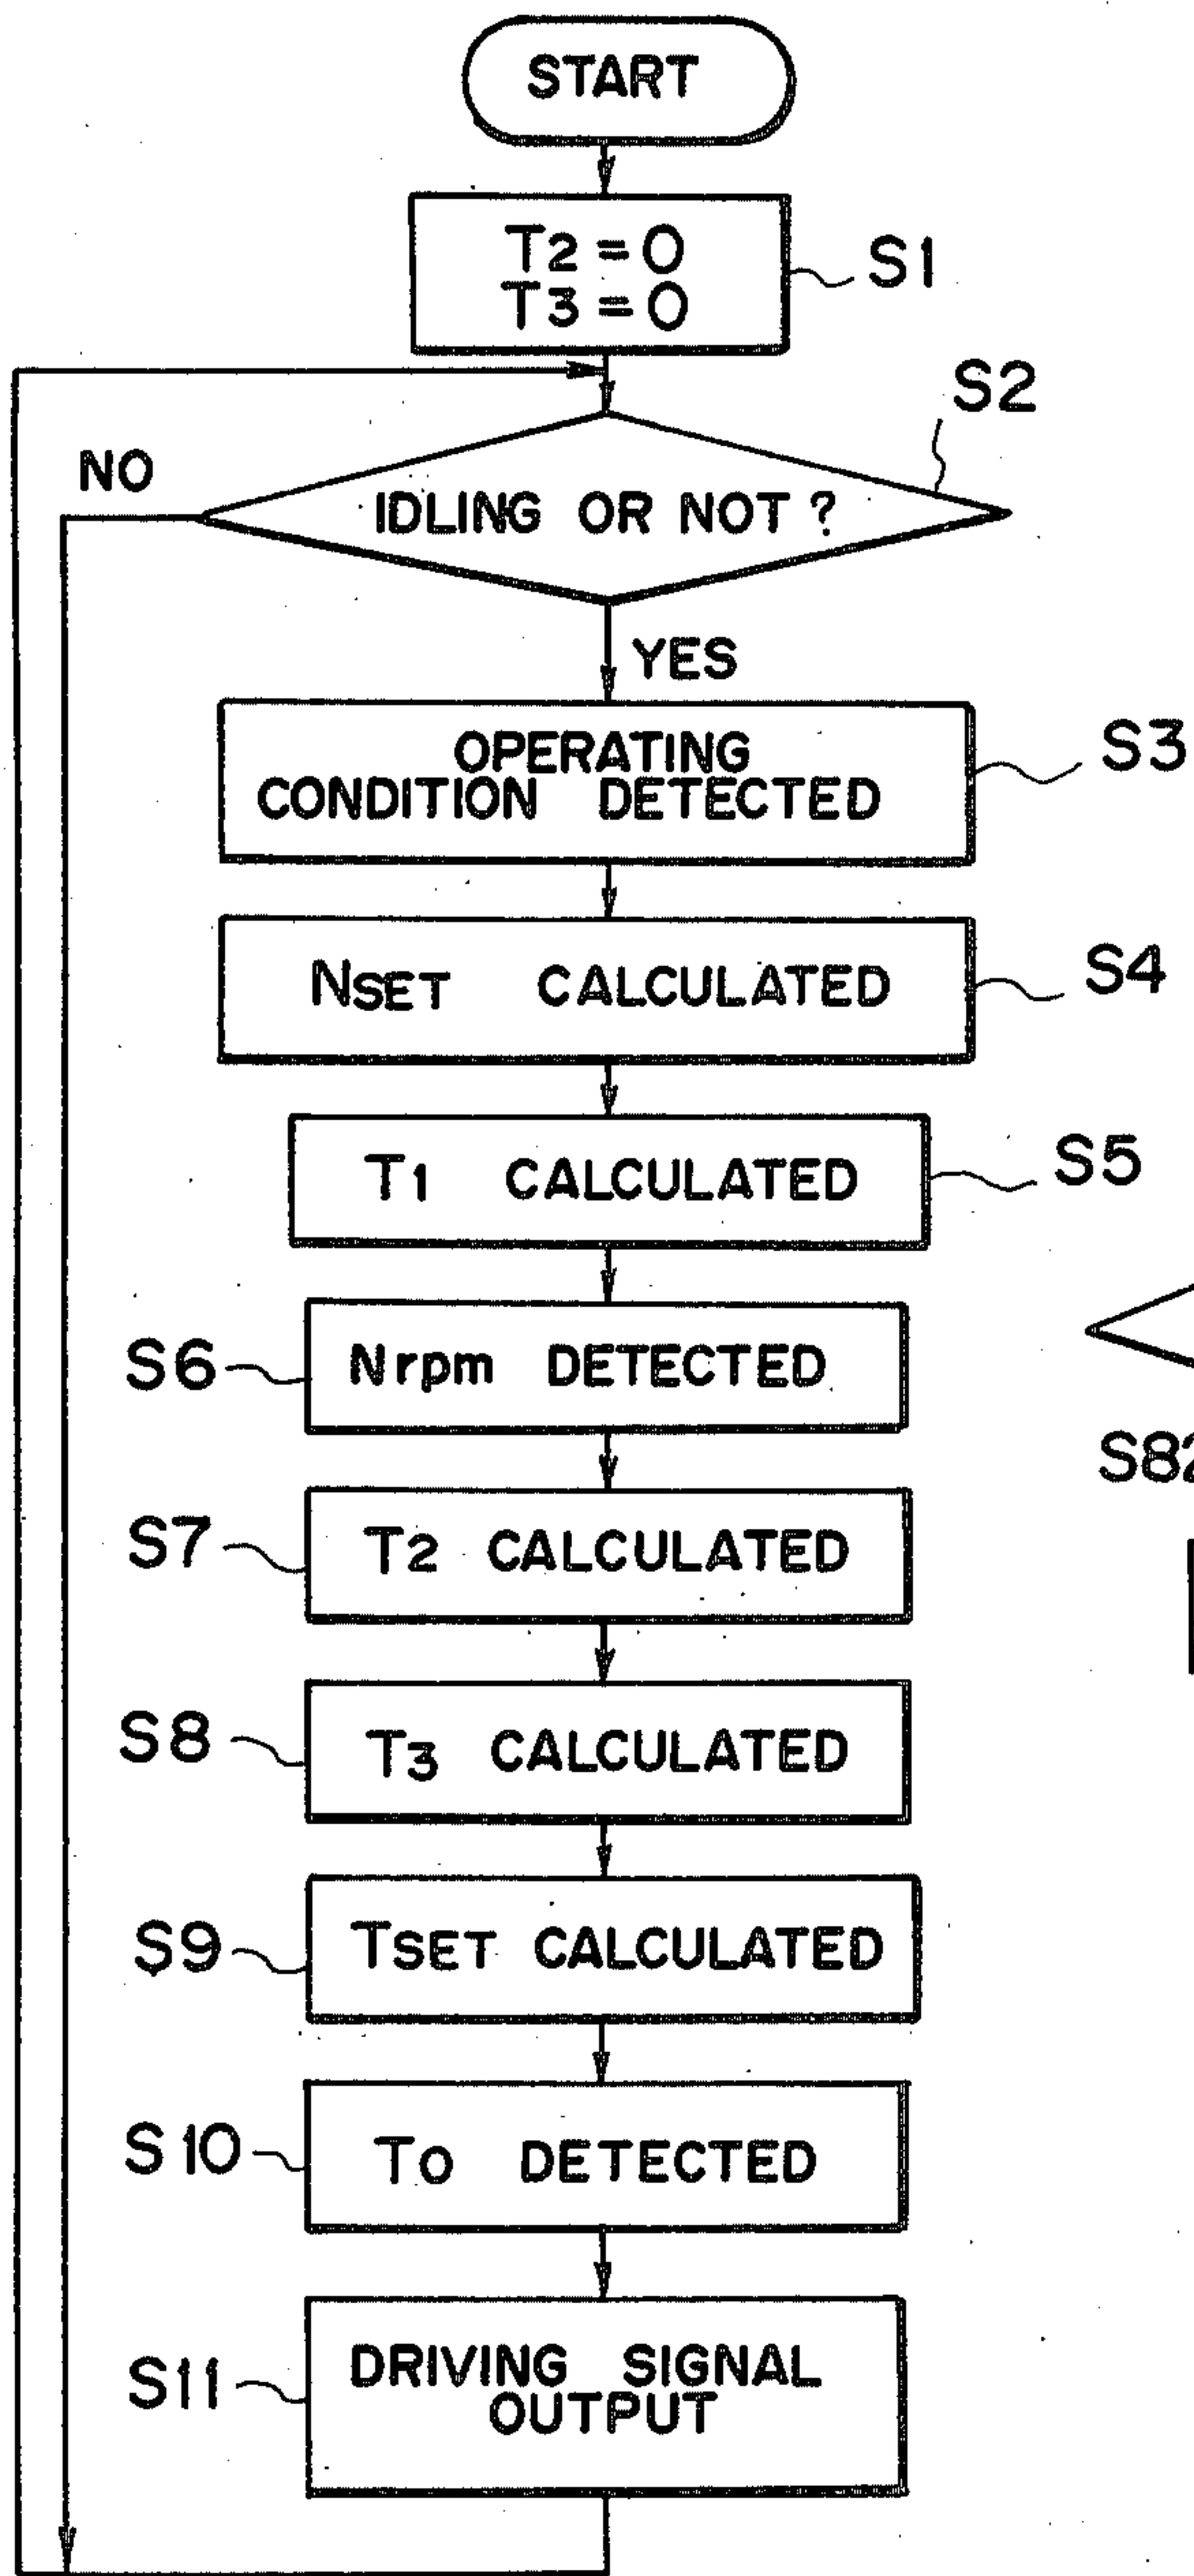 START
T2=0
T3=0
S1
S2
NO
IDLING OR NOT?
YES
OPERATING
CONDITION DETECTED
S3
NSET CALCULATED
S4
T1 CALCULATED
S5
S6
Nrpm DETECTED
S82
S7
T2 CALCULATED
S8
T3 CALCULATED
S9
TSET CALCULATED
S10
TO DETECTED
S11
DRIVING SIGNAL
OUTPUT